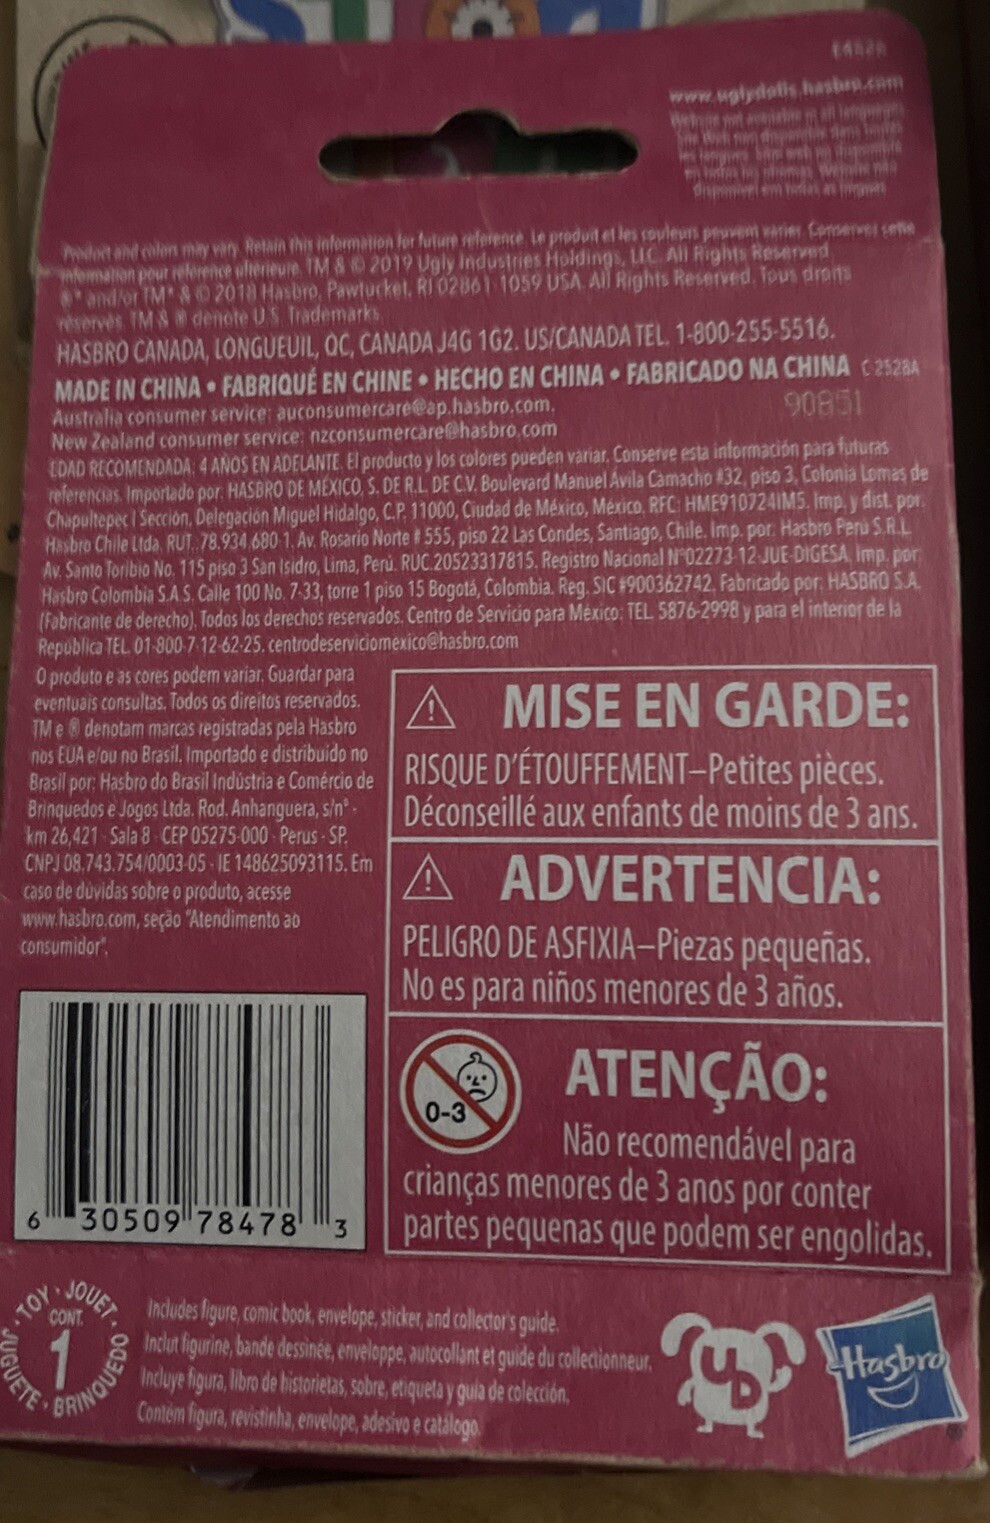 www.uglydolls.hasbro.com
Product and colors may vary. Retain this information for future reference. Le produit et les couleurs peuvent varier. Conserver cette
information pour référence ultérieure. TM & © 2019 Ugly Industries Holdings, LLC. All Rights Reserved.
®* and/or TM* & © 2018 Hasbro, Pawtucket, RI 02861-1059 USA. All Rights Reserved. Tous droits
réservés. TM & ® denote U.S. Trademarks.
HASBRO CANADA, LONGUEUIL, QC, CANADA J4G 1G2. US/CANADA TEL. 1-800-255-5516.
MADE IN CHINA • FABRIQUÉ EN CHINE • HECHO EN CHINA • FABRICADO NA CHINA C 2528A
90851
Australia consumer service: auconsumercare@ap.hasbro.com.
New Zealand consumer service: nzconsumercare@hasbro.com
EDAD RECOMENDADA: 4 AÑOS EN ADELANTE. El producto y los colores pueden variar. Conserve esta información para futuras
referencias. Importado por: HASBRO DE MÉXICO, S. DE R.L. DE C.V. Boulevard Manuel Ávila Camacho #32, piso 3, Colonia Lomas de
Chapultepec I Sección, Delegación Miguel Hidalgo, C.P. 11000, Ciudad de México, México. RFC: HME910724IM5. Imp. y dist. por:
Hasbro Chile Ltda. RUT. 78.934.680-1. Av. Rosario Norte # 555, piso 22 Las Condes, Santiago, Chile. Imp. por: Hasbro Perú S.R.L.
Av. Santo Toribio No. 115 piso 3 San Isidro, Lima, Perú. RUC.20523317815. Registro Nacional N°02273-12-JUE-DIGESA. Imp. por:
Hasbro Colombia S.A.S. Calle 100 No. 7-33, torre 1 piso 15 Bogotá, Colombia. Reg. SIC #900362742. Fabricado por: HASBRO S.A.
(Fabricante de derecho). Todos los derechos reservados. Centro de Servicio para México: TEL. 5876-2998 y para el interior de la
República TEL. 01-800-7-12-62-25. centrodeserviciomexico@hasbro.com
O produto e as cores podem variar. Guardar para
eventuais consultas. Todos os direitos reservados.
TM e ® denotam marcas registradas pela Hasbro
nos EUA e/ou no Brasil. Importado e distribuído no
Brasil por: Hasbro do Brasil Indústria e Comércio de
Brinquedos e Jogos Ltda. Rod. Anhanguera, s/nº -
km 26,421 - Sala 8 - CEP 05275-000 - Perus - SP.
CNPJ 08.743.754/0003-05 - IE 148625093115. Em
caso de dúvidas sobre o produto, acesse
www.hasbro.com, seção "Atendimento ao
consumidor".
MISE EN GARDE:
RISQUE D'ÉTOUFFEMENT–Petites pièces.
Déconseillé aux enfants de moins de 3 ans.
ADVERTENCIA:
PELIGRO DE ASFIXIA–Piezas pequeñas.
No es para niños menores de 3 años.
0-3
ATENÇÃO:
Não recomendável para
crianças menores de 3 anos por conter
partes pequenas que podem ser engolidas.
6 30509 78478 3
TOY • JOUET • BRINQUEDO • JUGUETE •
CONT.
1
Includes figure, comic book, envelope, sticker, and collector's guide.
Inclut figurine, bande dessinée, enveloppe, autocollant et guide du collectionneur.
Incluye figura, libro de historietas, sobre, etiqueta y guía de colección.
Contém figura, revistinha, envelope, adesivo e catálogo.
UD
Hasbro